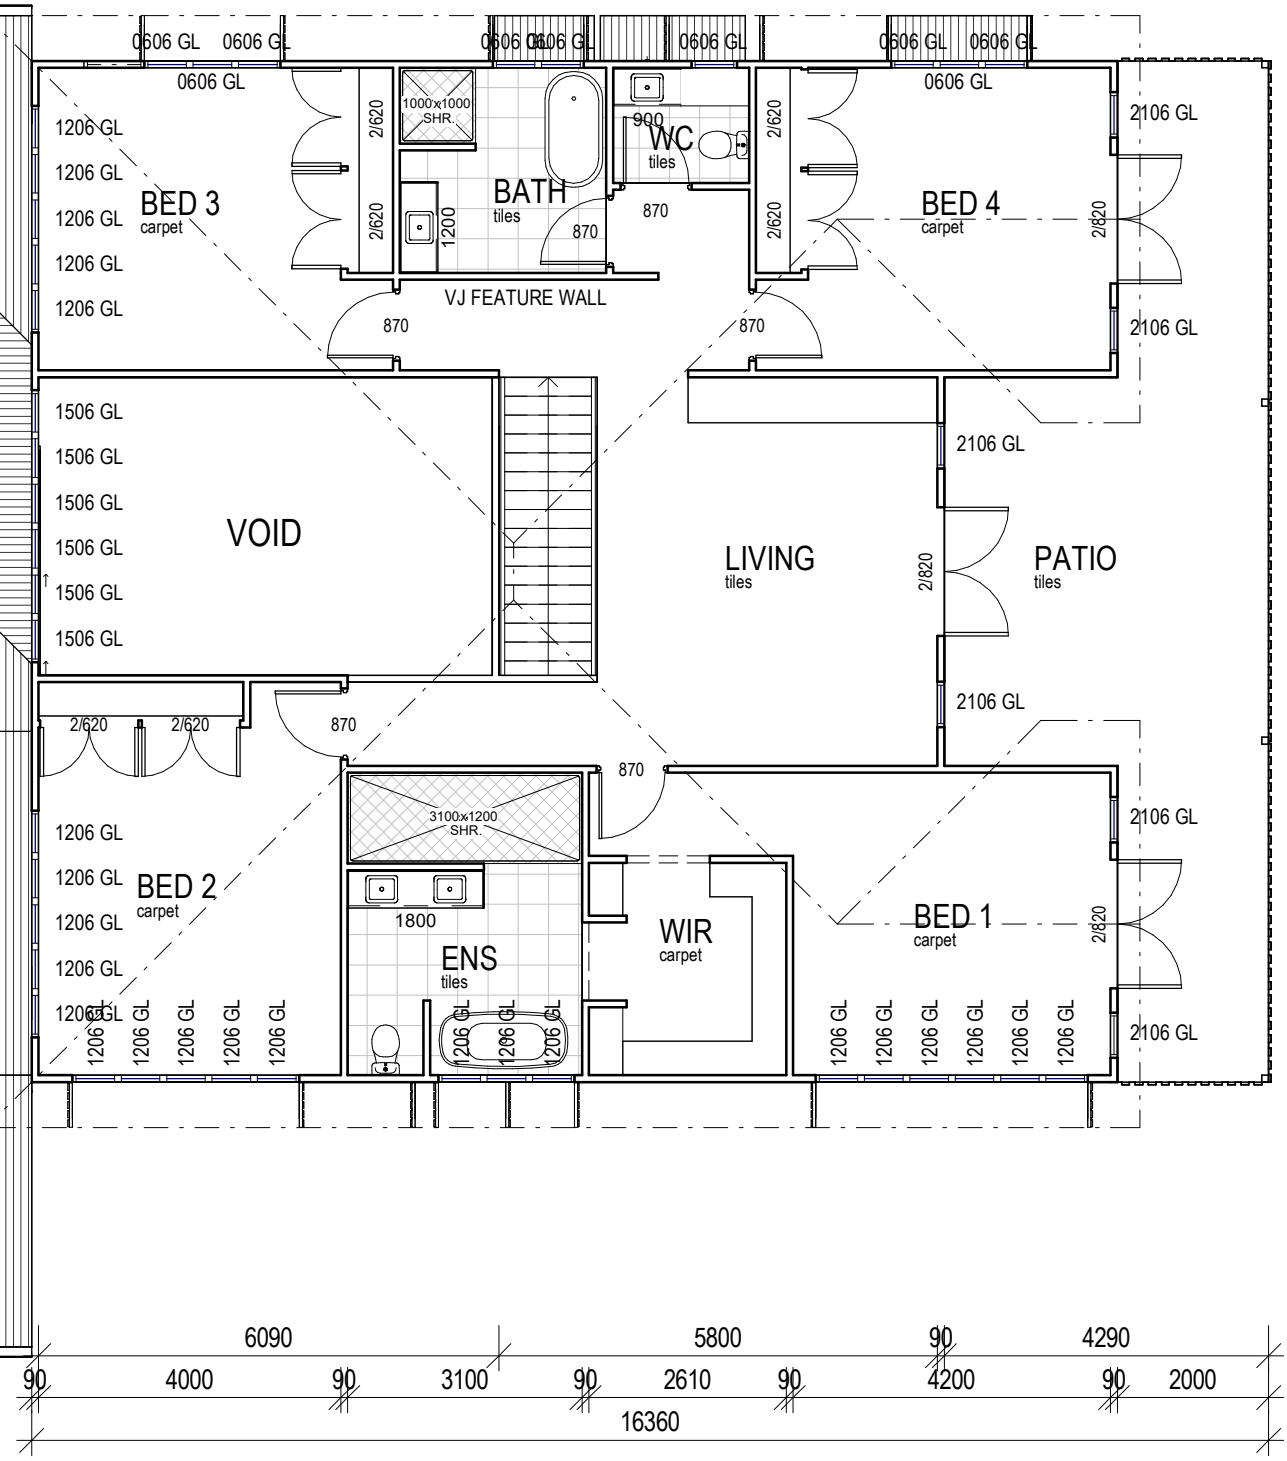 0606 GL 0606 GL 0606 GL 0606 GL 0606 GL 0606 GL 0606 GL
0606 GL 0606 GL
1206 GL
1206 GL
1206 GL
1206 GL
1206 GL
BED 3
carpet
2/620
2/620
1000x1000
SHR.
BATH
tiles
1200
870
900
WC
tiles
870
2/620
2/620
BED 4
carpet
2/820
2106 GL
2106 GL
VJ FEATURE WALL
870
870
1506 GL
1506 GL
1506 GL
1506 GL
1506 GL
1506 GL
VOID
LIVING
tiles
2106 GL
2/820
PATIO
tiles
2106 GL
2/620 2/620
870
870
1206 GL
1206 GL
1206 GL
1206 GL
1206 GL
BED 2
carpet
1206 GL
1206 GL
1206 GL
1206 GL
1206 GL
3100x1200
SHR.
1800
ENS
tiles
1206 GL
1206 GL
1206 GL
WIR
carpet
BED 1
carpet
1206 GL
1206 GL
1206 GL
1206 GL
1206 GL
1206 GL
2106 GL
2/820
2106 GL
6090 5800 90 4290
90 4000 90 3100 90 2610 90 4200 90 2000
16360